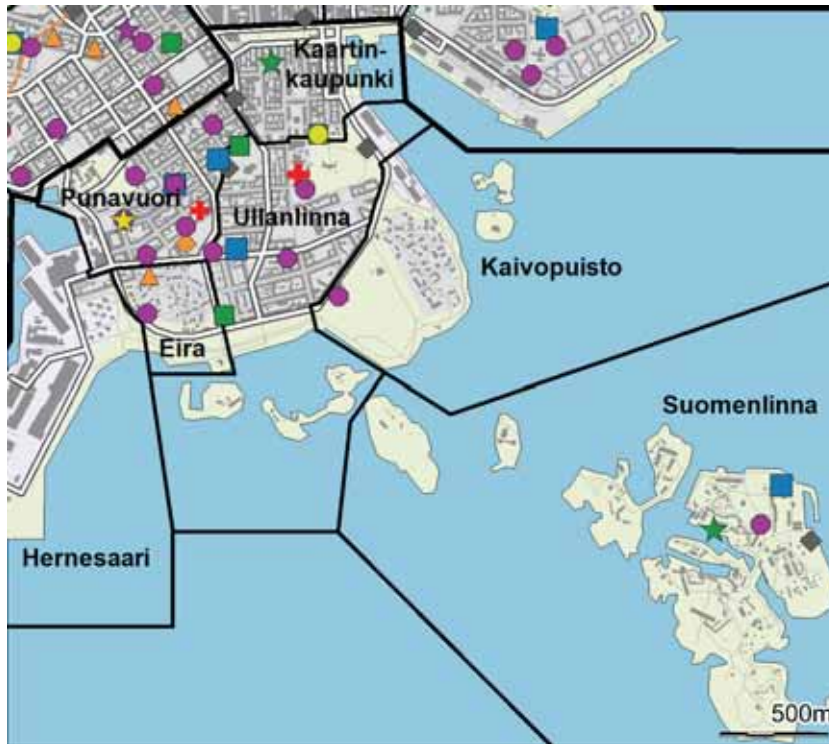 Kaartin-
kaupunki
Punavuori
Ullanlinna
Kaivopuisto
Eira
Suomenlinna
Hernesaari
500m